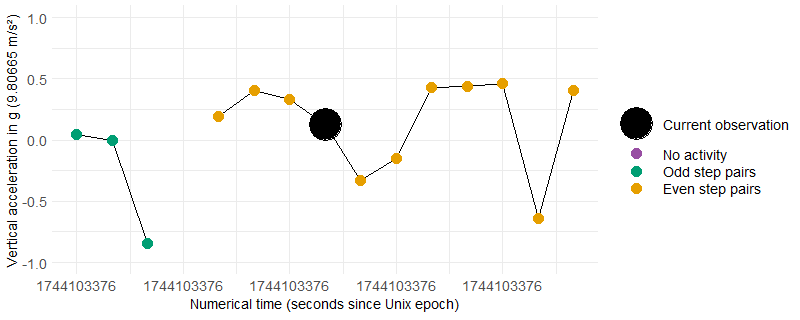 Vertical acceleration in g (9.80665 m/s²)
1.0
0.5
0.0
-0.5
-1.0
1744103376 1744103376 1744103376 1744103376 1744103376
Numerical time (seconds since Unix epoch)
Current observation
No activity
Odd step pairs
Even step pairs